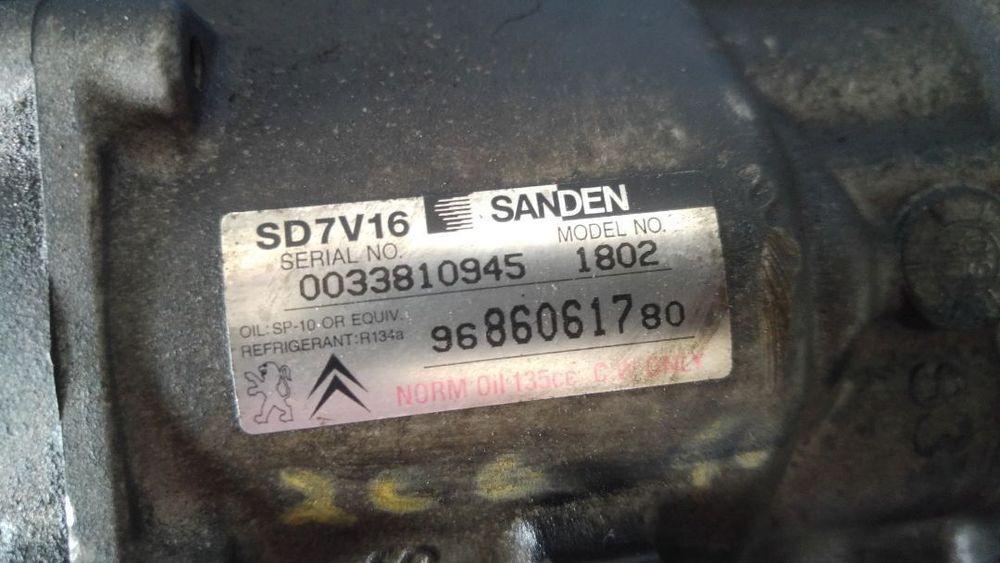 SD7V16 SANDEN
SERIAL NO. MODEL NO.
0033810945 1802
OIL: SP-10 OR EQUIV.
REFRIGERANT: R134a
9686061780
NORM Oil 135cc C.W ONLY